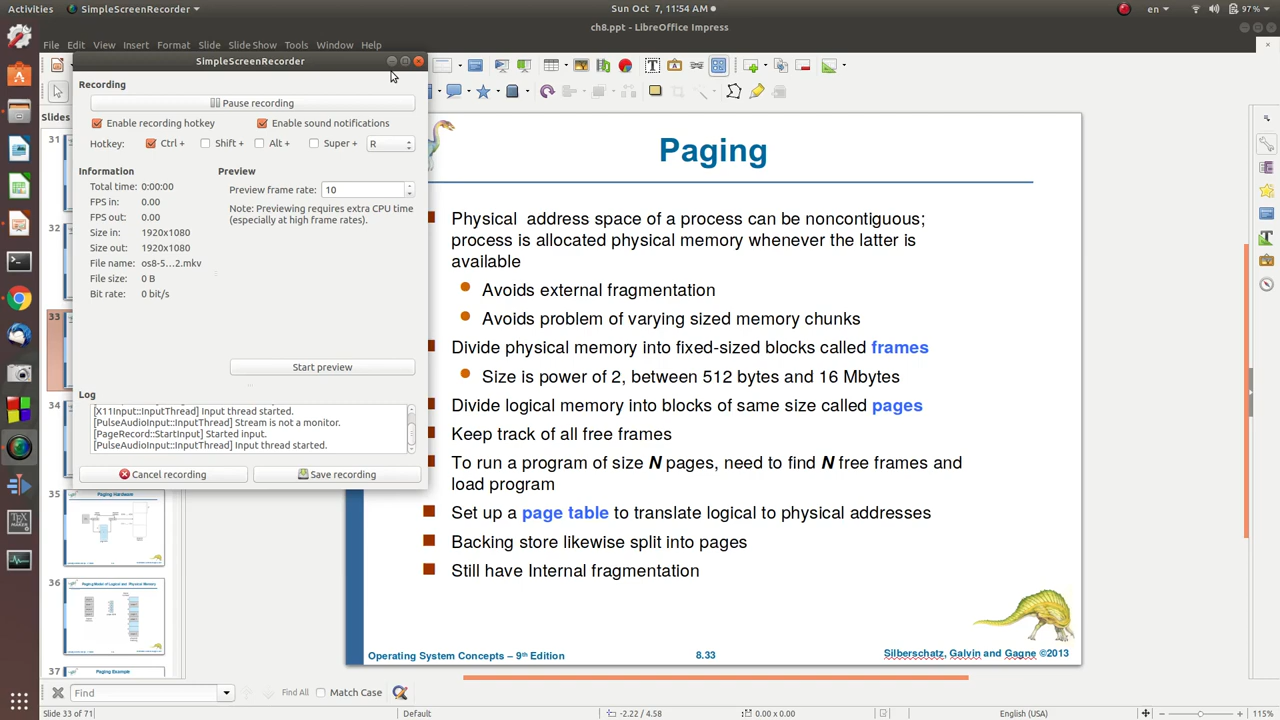 Activities
SimpleScreenRecorder
Sun Oct 7, 11:54 AM
en
97 %
ch8.ppt - LibreOffice Impress
File Edit View Insert Format Slide Slide Show Tools Window Help
SimpleScreenRecorder
Recording
Pause recording
Enable recording hotkey
Enable sound notifications
Hotkey: Ctrl + Shift + Alt + Super + R
Information
Total time: 0:00:00
FPS in: 0.00
FPS out: 0.00
Size in: 1920x1080
Size out: 1920x1080
File name: os8-5...2.mkv
File size: 0 B
Bit rate: 0 bit/s
Preview
Preview frame rate: 10
Note: Previewing requires extra CPU time
(especially at high frame rates).
Start preview
Log
[X11Input::InputThread] Input thread started.
[PulseAudioInput::InputThread] Stream is not a monitor.
[PageRecord::StartInput] Started input.
[PulseAudioInput::InputThread] Input thread started.
Cancel recording
Save recording
Slides
31
32
33
34
35
Paging Hardware
36
Paging Model of Logical and Physical Memory
37
Paging Example
Paging
Physical address space of a process can be noncontiguous;
process is allocated physical memory whenever the latter is
available
Avoids external fragmentation
Avoids problem of varying sized memory chunks
Divide physical memory into fixed-sized blocks called frames
Size is power of 2, between 512 bytes and 16 Mbytes
Divide logical memory into blocks of same size called pages
Keep track of all free frames
To run a program of size N pages, need to find N free frames and
load program
Set up a page table to translate logical to physical addresses
Backing store likewise split into pages
Still have Internal fragmentation
Operating System Concepts – 9th Edition
8.33
Silberschatz, Galvin and Gagne ©2013
Find
Find All
Match Case
Slide 33 of 71
Default
-2.22 / 4.58
0.00 x 0.00
English (USA)
115%